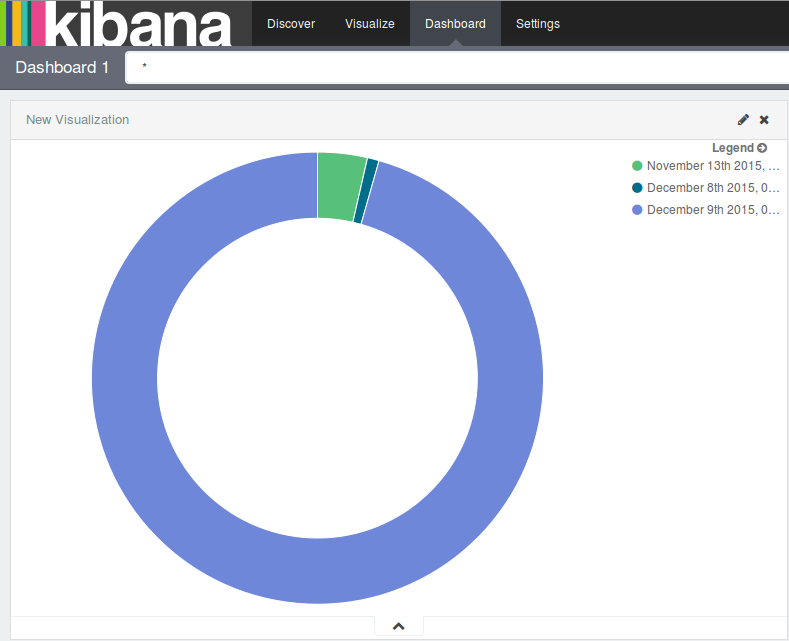 kibana
Discover Visualize Dashboard Settings
Dashboard 1 *
New Visualization
Legend
November 13th 2015, ...
December 8th 2015, 0...
December 9th 2015, 0...